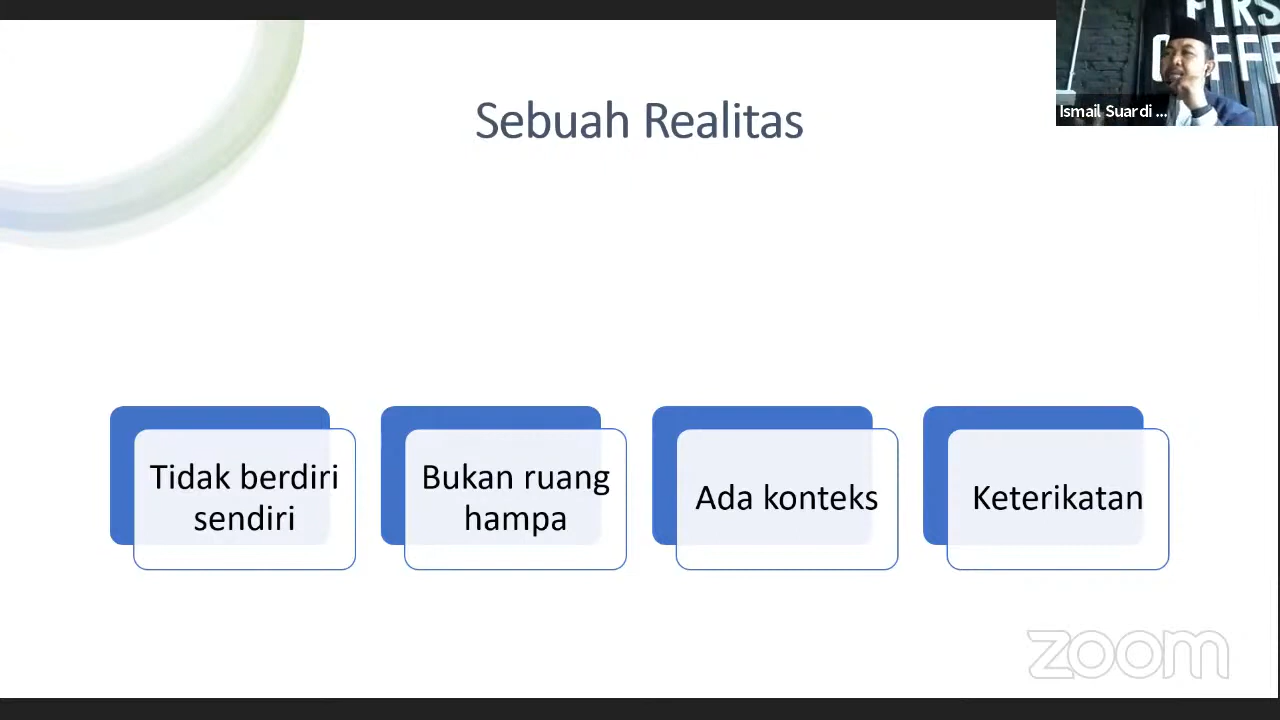 Sebuah Realitas
Ismail Suardi ...
Tidak berdiri
sendiri
Bukan ruang
hampa
Ada konteks
Keterikatan
zoom